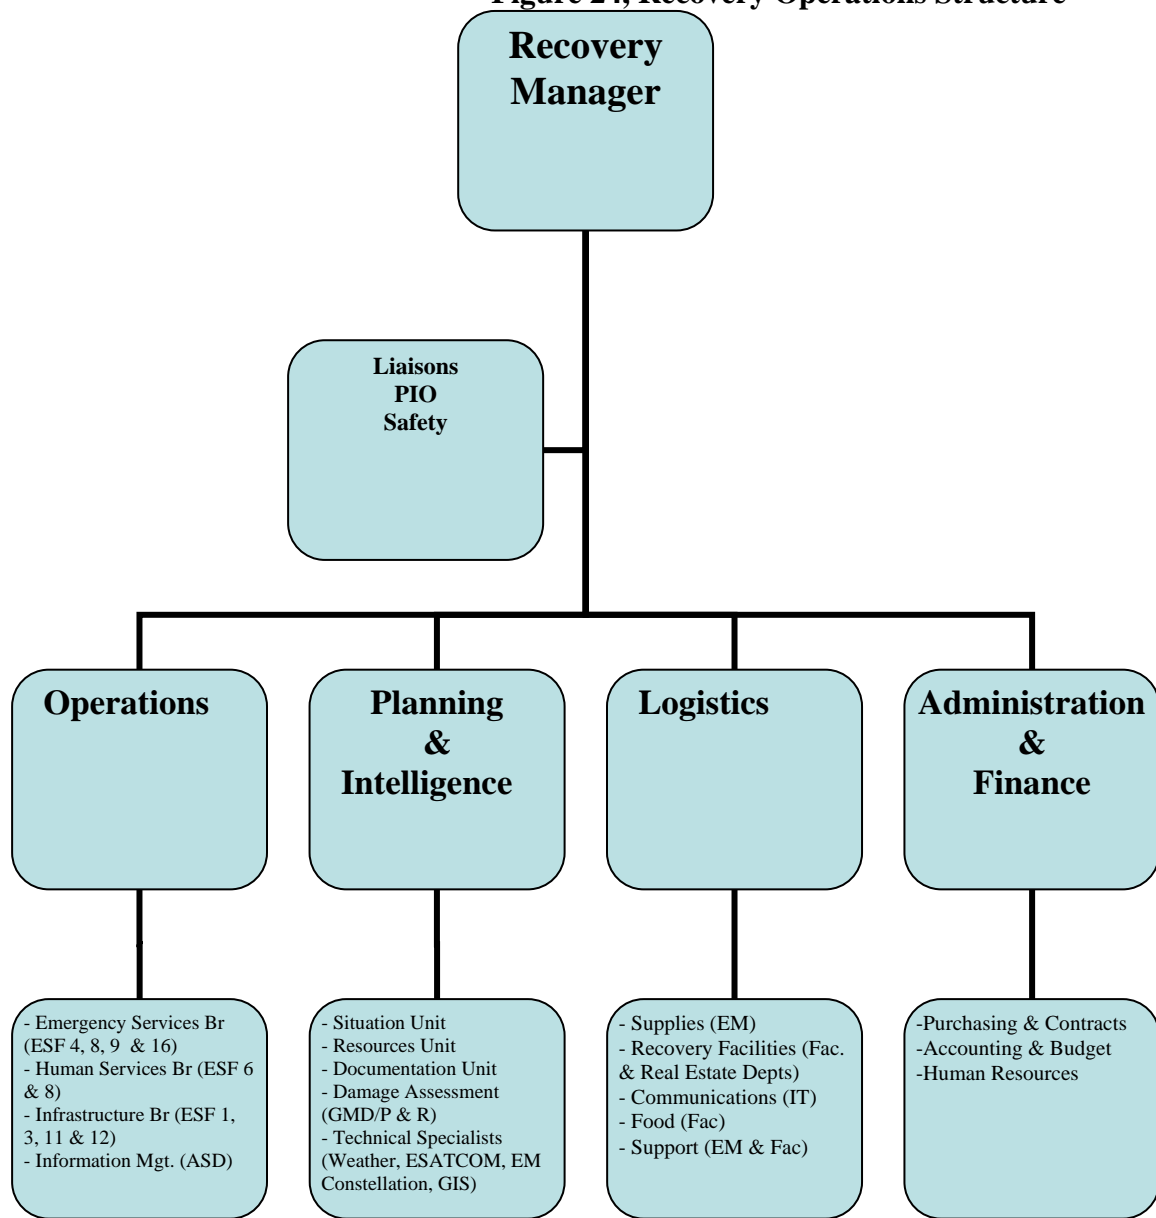 Figure 24, Recovery Operations Structure
Recovery
Manager
Liaisons
PIO
Safety
Operations
Planning
&
Intelligence
Logistics
Administration
&
Finance
- Emergency Services Br
(ESF 4, 8, 9 & 16)
- Human Services Br (ESF 6
& 8)
- Infrastructure Br (ESF 1,
3, 11 & 12)
- Information Mgt. (ASD)
- Situation Unit
- Resources Unit
- Documentation Unit
- Damage Assessment
(GMD/P & R)
- Technical Specialists
(Weather, ESATCOM, EM
Constellation, GIS)
- Supplies (EM)
- Recovery Facilities (Fac.
& Real Estate Depts)
- Communications (IT)
- Food (Fac)
- Support (EM & Fac)
-Purchasing & Contracts
-Accounting & Budget
-Human Resources